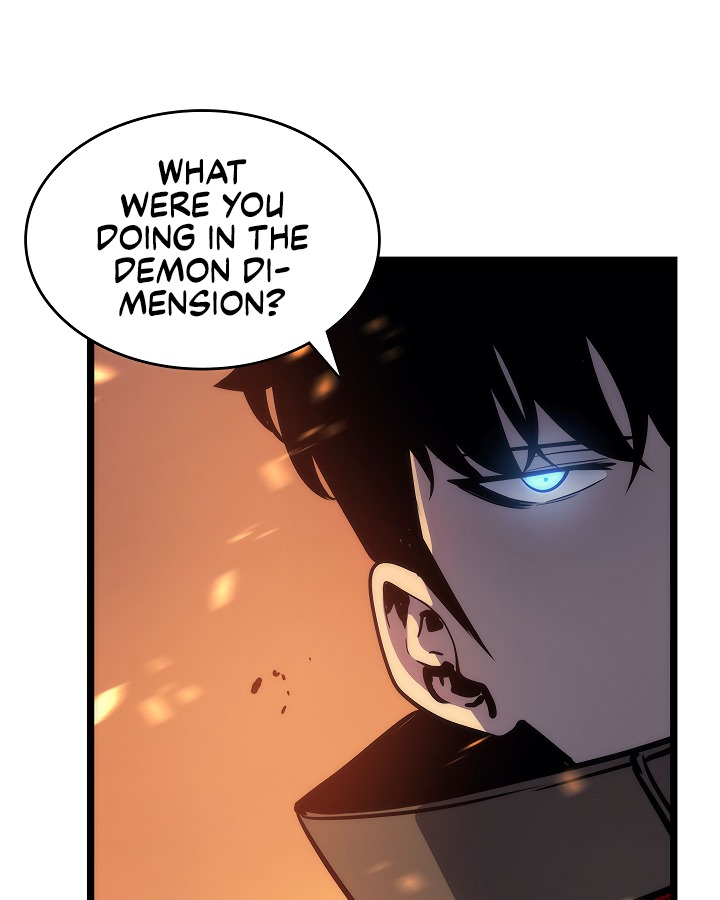 WHAT
WERE YOU
DOING IN THE
DEMON DI-
MENSION?